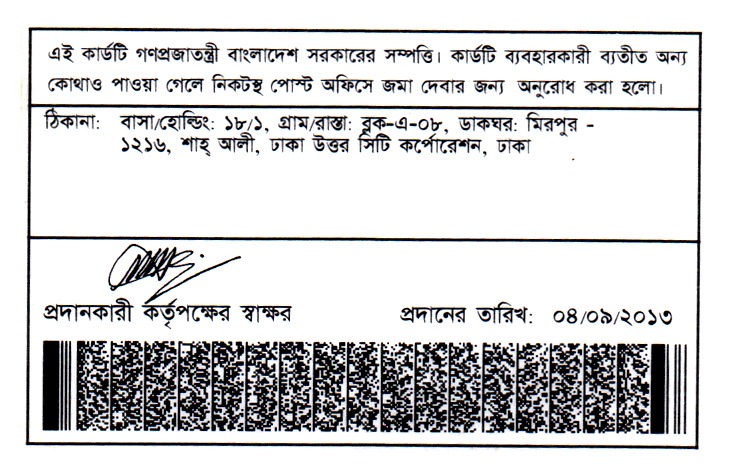 এই কার্ডটি গণপ্রজাতন্ত্রী বাংলাদেশ সরকারের সম্পত্তি। কার্ডটি ব্যবহারকারী ব্যতীত অন্য
কোথাও পাওয়া গেলে নিকটস্থ পোস্ট অফিসে জমা দেবার জন্য অনুরোধ করা হলো।
ঠিকানা: বাসা/হোল্ডিং: ১৮/১, গ্রাম/রাস্তা: ব্লক-এ-০৮, ডাকঘর: মিরপুর -
১২১৬, শাহ্ আলী, ঢাকা উত্তর সিটি কর্পোরেশন, ঢাকা
প্রদানকারী কর্তৃপক্ষের স্বাক্ষর প্রদানের তারিখ: ০৪/০৯/২০১৩